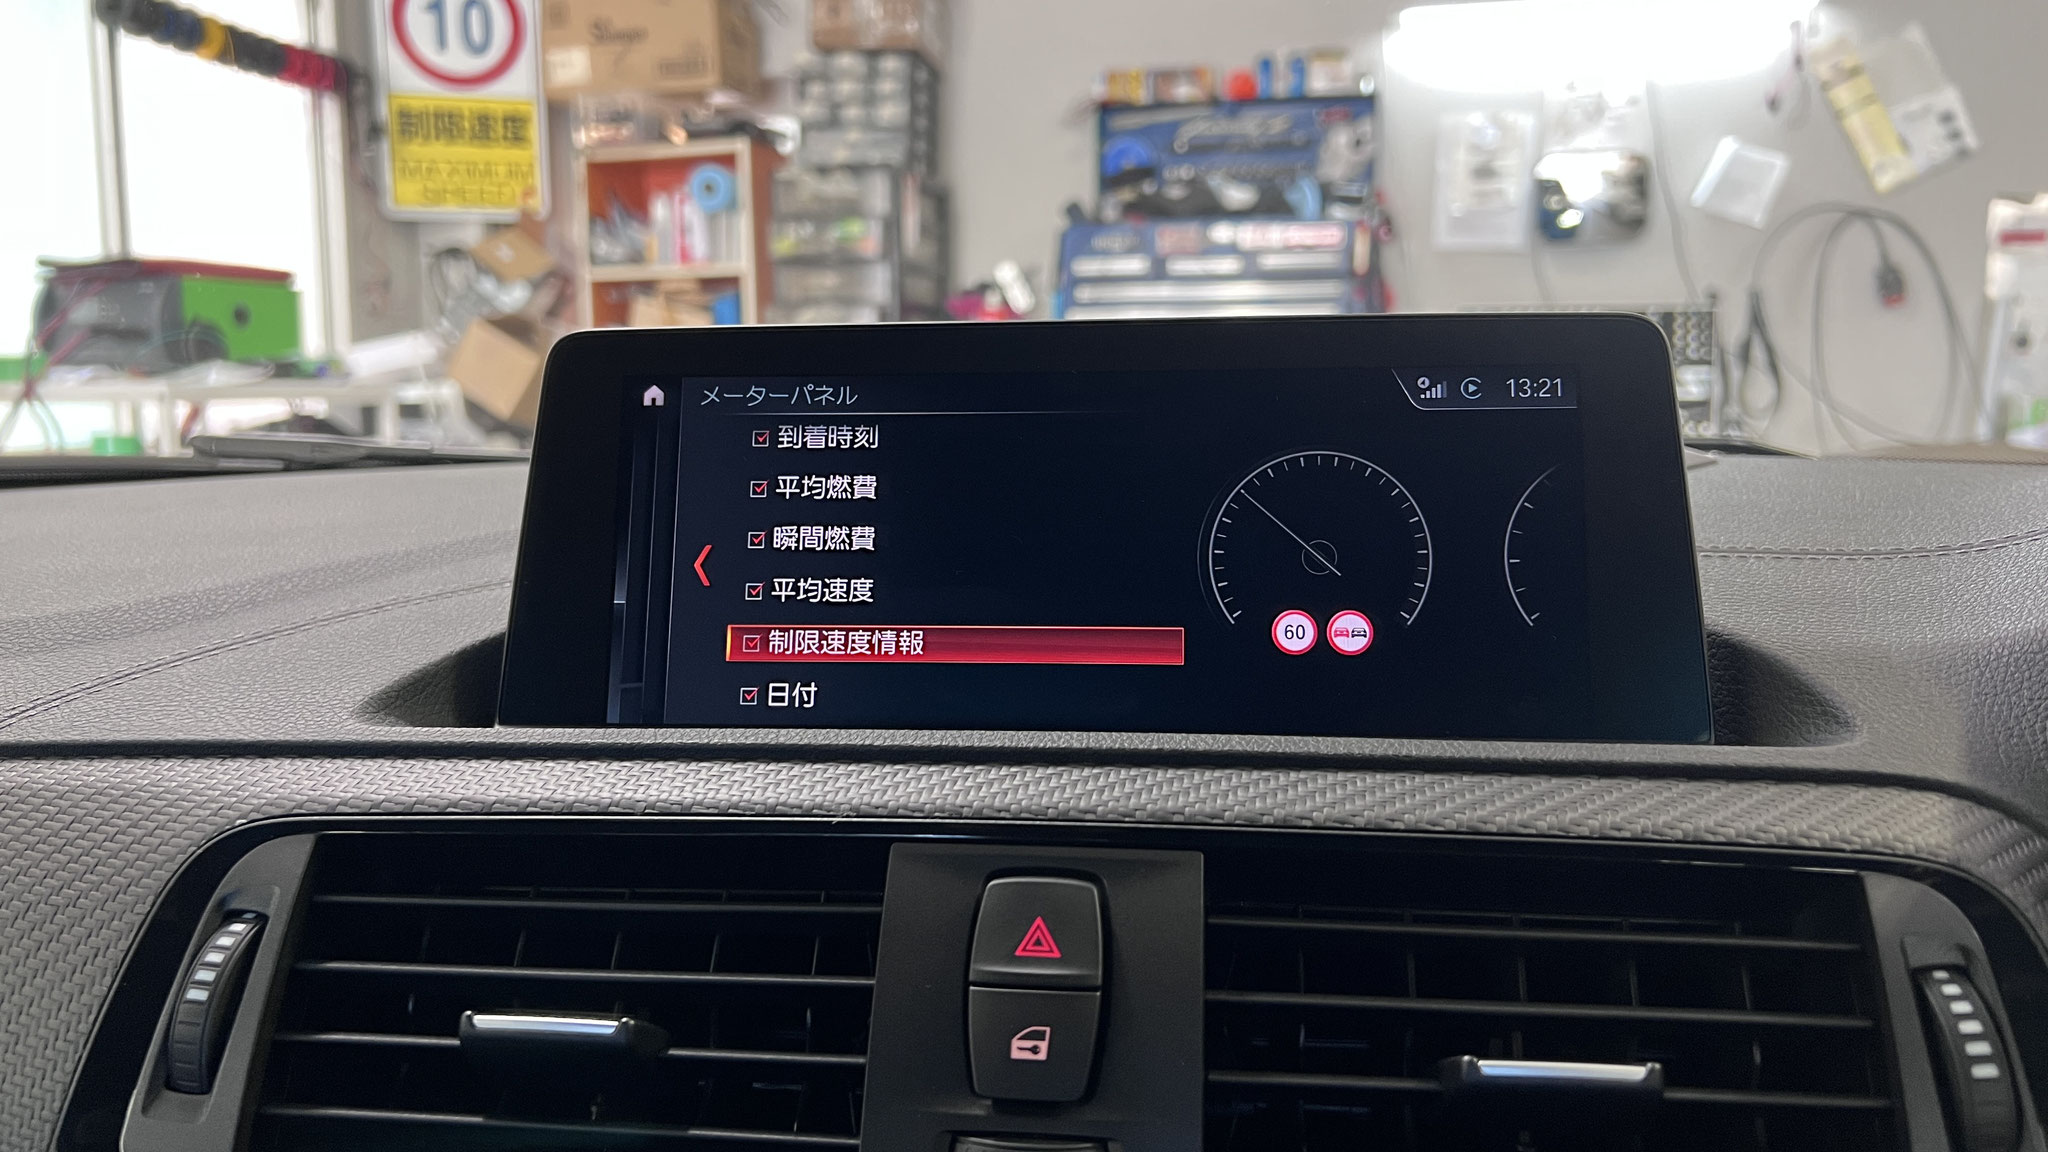 10
制限速度
MAXIMUM
SPEED
メーターパネル
13:21
到着時刻
平均燃費
瞬間燃費
平均速度
制限速度情報
日付
60